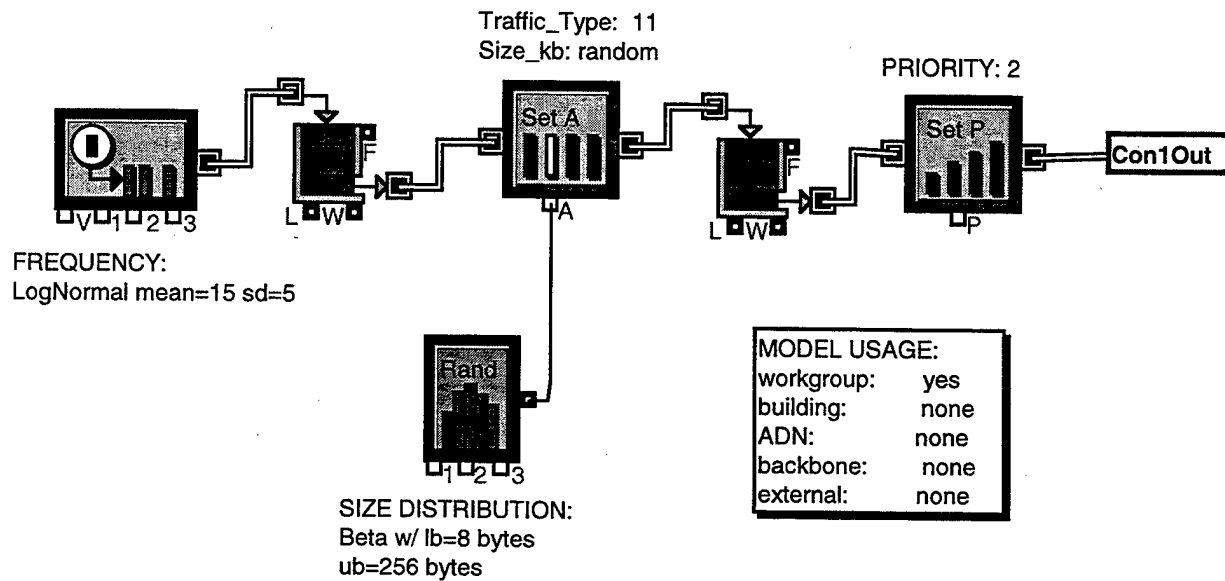 Traffic_Type: 11
Size_kb: random
PRIORITY: 2
Set A
Set P
F
F
Con1Out
L W
A
L W
P
V 1 2 3
FREQUENCY:
LogNormal mean=15 sd=5
Rand
1 2 3
SIZE DISTRIBUTION:
Beta w/ lb=8 bytes
ub=256 bytes
MODEL USAGE:
workgroup: yes
building: none
ADN: none
backbone: none
external: none